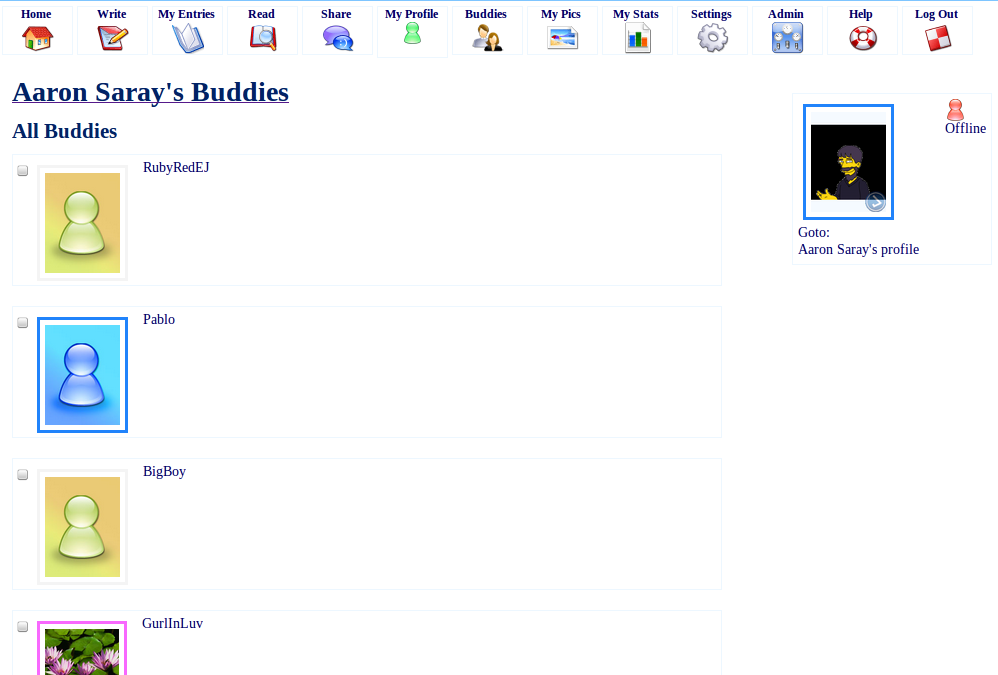 Home Write My Entries Read Share My Profile Buddies My Pics My Stats Settings Admin Help Log Out
Aaron Saray's Buddies
All Buddies
RubyRedEJ
Pablo
BigBoy
GurlInLuv
Offline
Goto:
Aaron Saray's profile